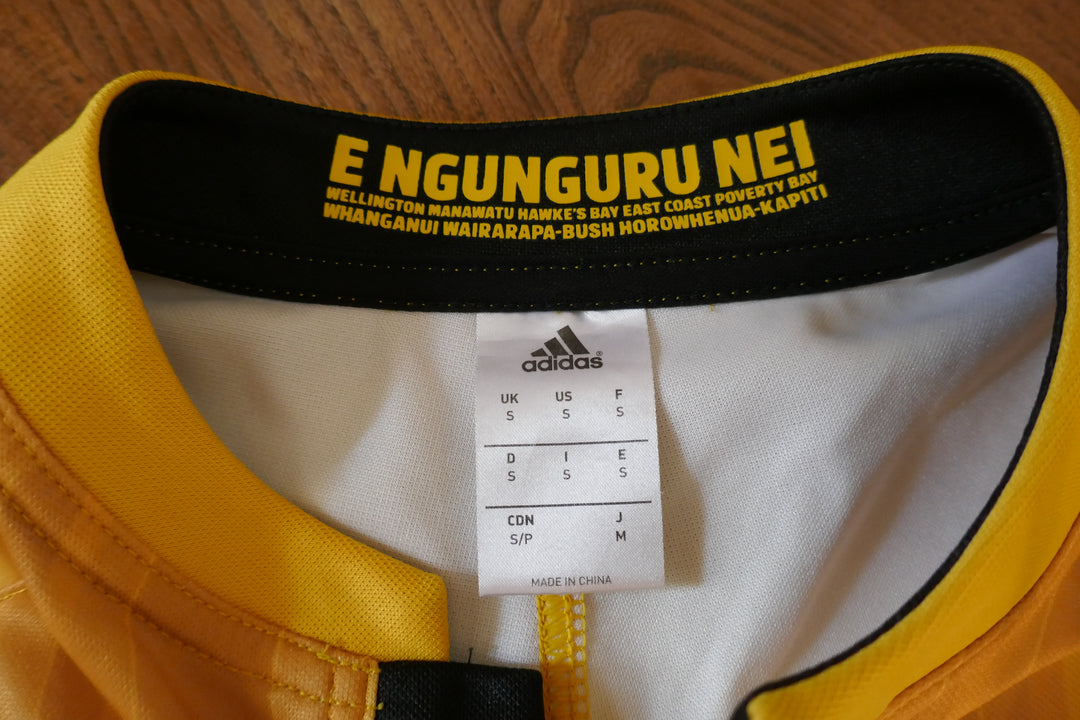 E NGUNGURU NEI
WELLINGTON MANAWATU HAWKE'S BAY EAST COAST POVERTY BAY
WHANGANUI WAIRARAPA-BUSH HOROWHENUA-KAPITI
adidas®
UK US F
S S S
D I E
S S S
CDN J
S/P M
MADE IN CHINA